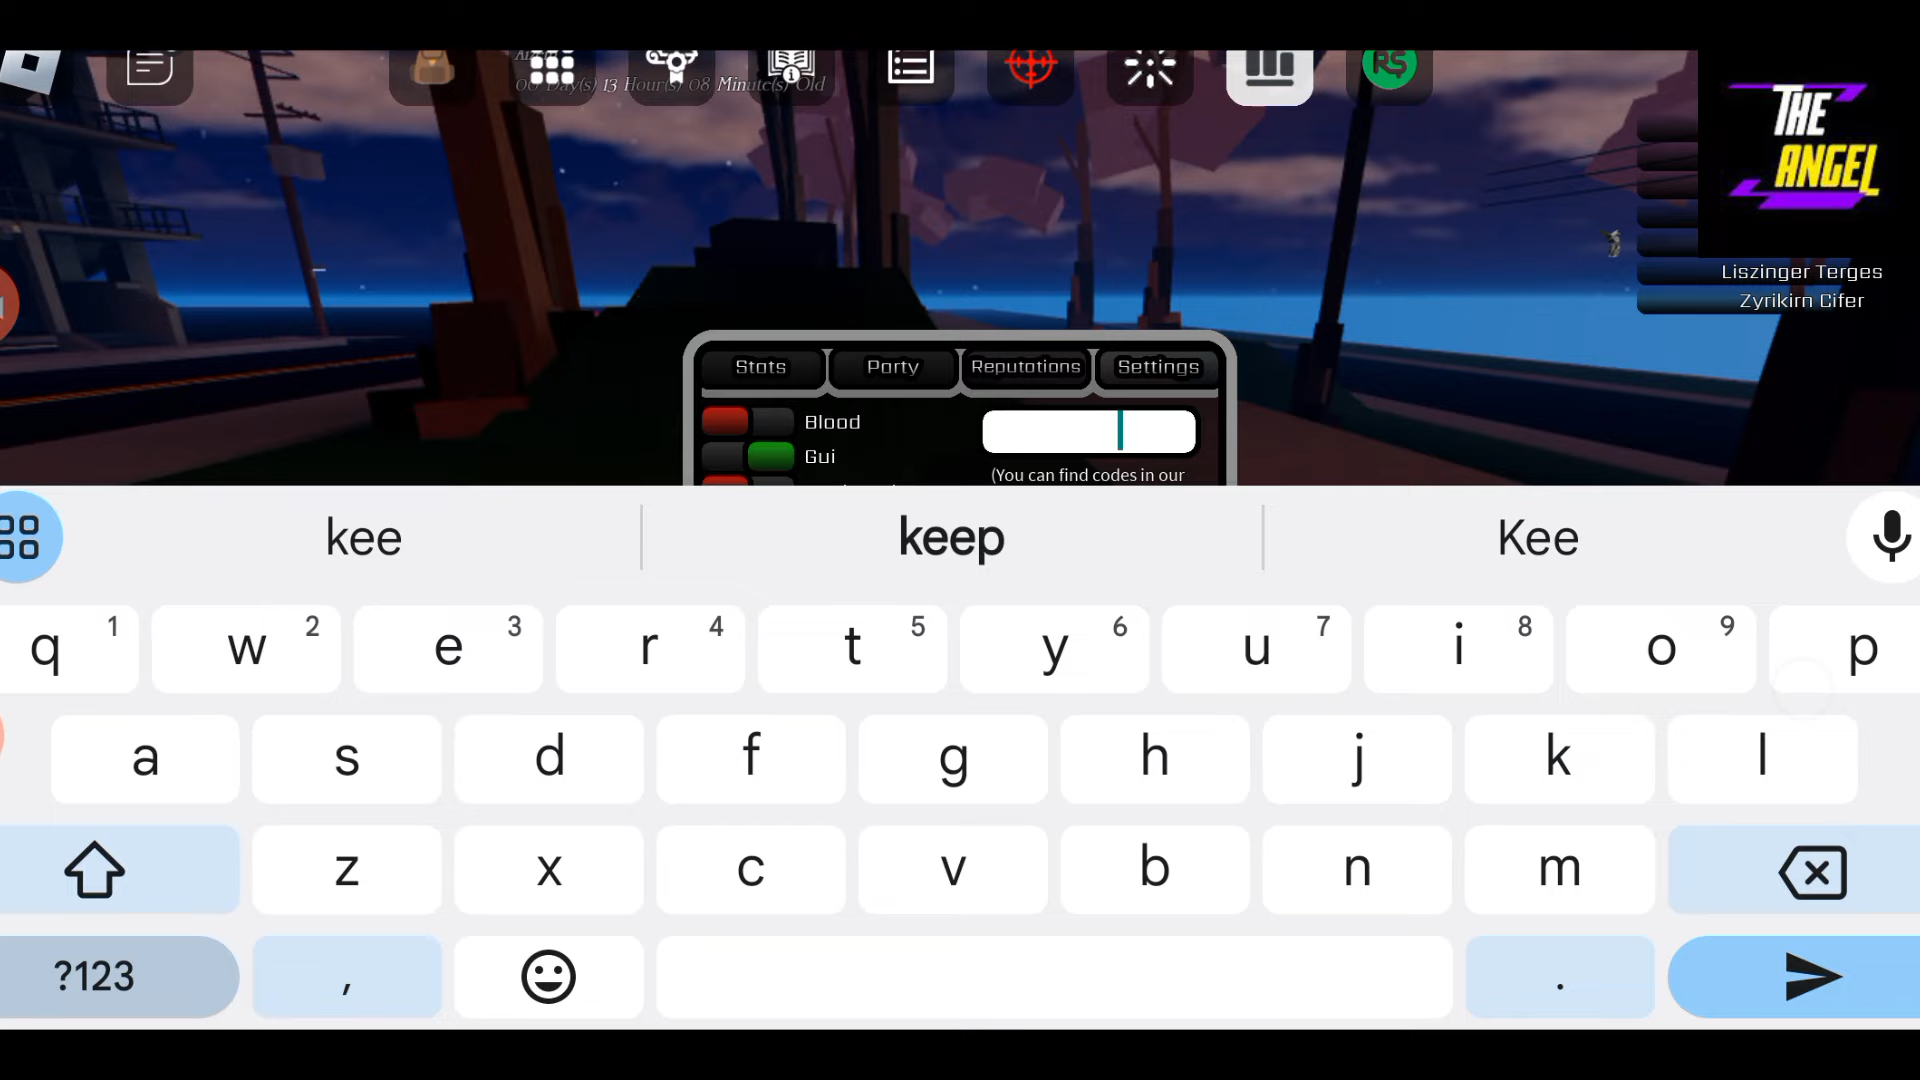 00 Day(s) 13 Hour(s) 08 Minute(s) Old
R$
THE
ANGEL
Liszinger Terges
Zyrikirn Cifer
Stats Party Reputations Settings
Blood
Gui
(You can find codes in our
kee keep Kee
q 1 w 2 e 3 r 4 t 5 y 6 u 7 i 8 o 9 p
a s d f g h j k l
z x c v b n m
?123 , .